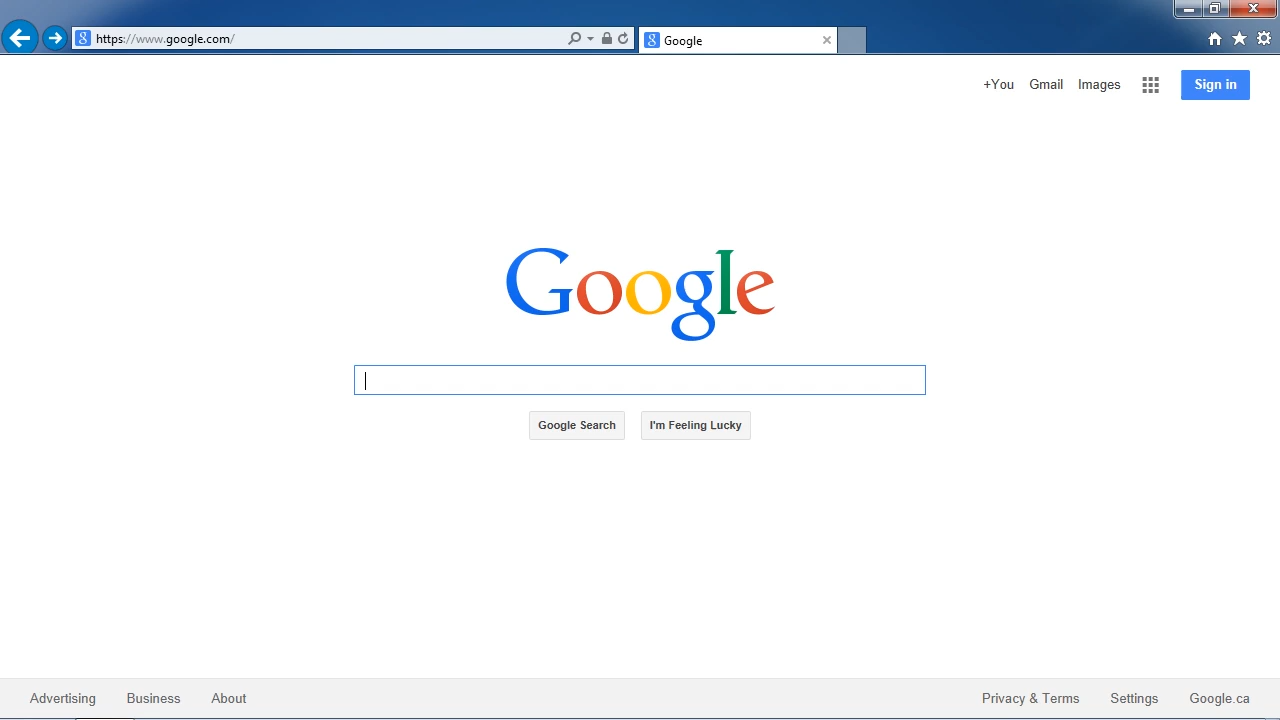 https://www.google.com/
Google
+You Gmail Images Sign in
Google
Google Search I'm Feeling Lucky
Advertising Business About Privacy & Terms Settings Google.ca